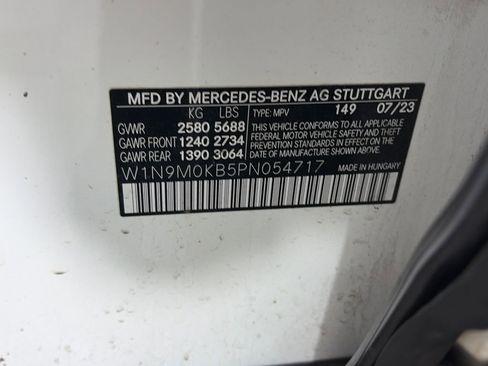 MFD BY MERCEDES-BENZ AG STUTTGART
KG LBS TYPE: MPV 149 07/23
GVWR 2580 5688 THIS VEHICLE CONFORMS TO ALL APPLICABLE
GAWR FRONT 1240 2734 FEDERAL MOTOR VEHICLE SAFETY AND THEFT
GAWR REAR 1390 3064 PREVENTION STANDARDS IN EFFECT ON THE
DATE OF MANUFACTURE SHOWN ABOVE.
W1N9M0KB5PN054717 MADE IN HUNGARY